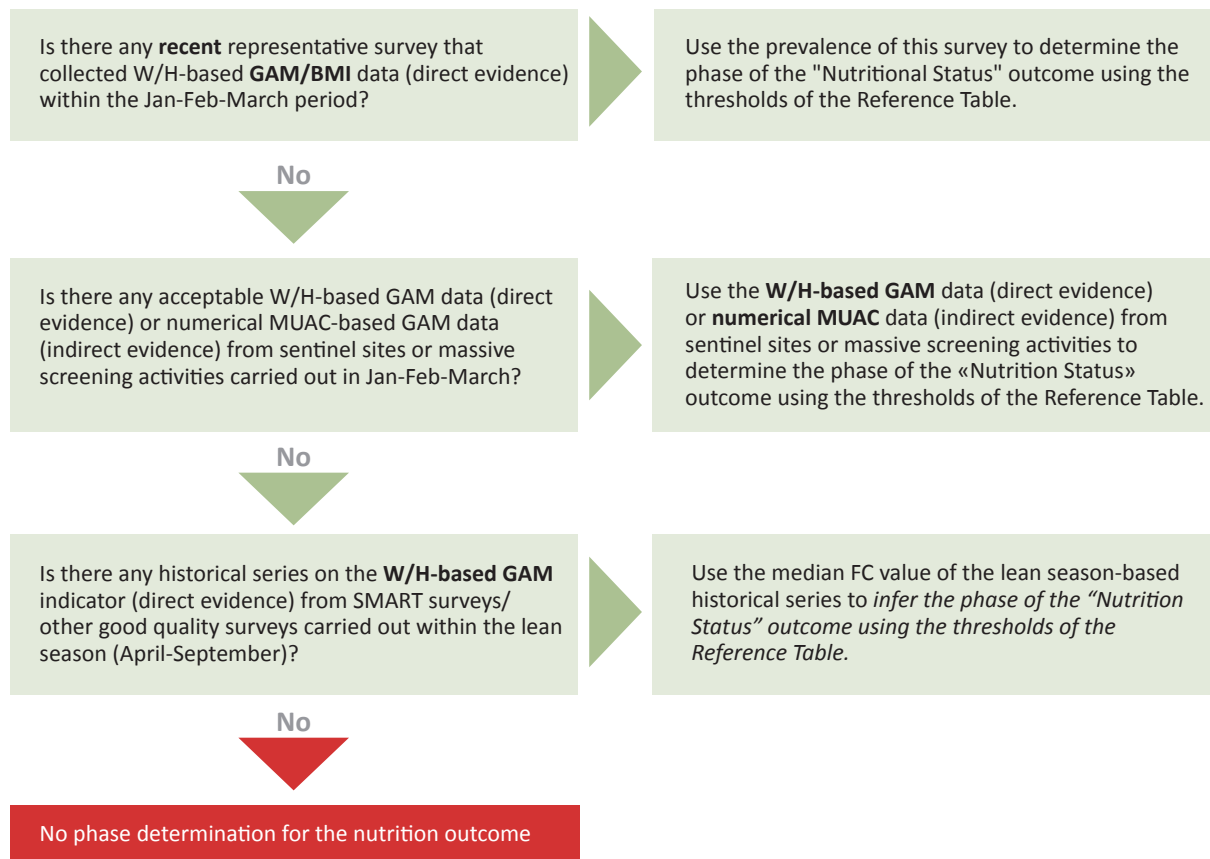 Is there any recent representative survey that
collected W/H-based GAM/BMI data (direct evidence)
within the Jan-Feb-March period?
Use the prevalence of this survey to determine the
phase of the "Nutritional Status" outcome using the
thresholds of the Reference Table.
No
Is there any acceptable W/H-based GAM data (direct
evidence) or numerical MUAC-based GAM data
(indirect evidence) from sentinel sites or massive
screening activities carried out in Jan-Feb-March?
Use the W/H-based GAM data (direct evidence)
or numerical MUAC data (indirect evidence) from
sentinel sites or massive screening activities to
determine the phase of the «Nutrition Status»
outcome using the thresholds of the Reference Table.
No
Is there any historical series on the W/H-based GAM
indicator (direct evidence) from SMART surveys/
other good quality surveys carried out within the lean
season (April-September)?
Use the median FC value of the lean season-based
historical series to infer the phase of the “Nutrition
Status” outcome using the thresholds of the
Reference Table.
No
No phase determination for the nutrition outcome